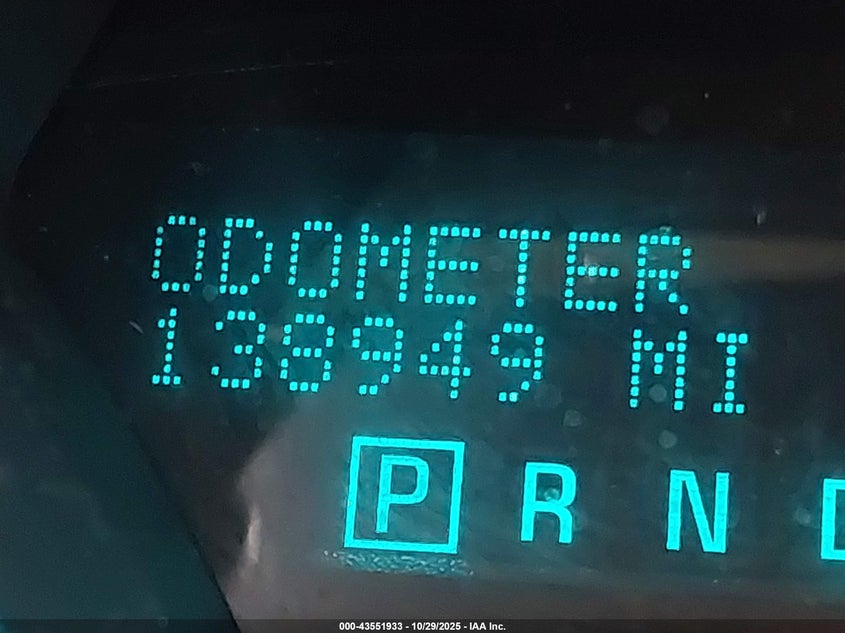 ODOMETER
138949 MI
P R N
000-43551933 - 10/29/2025 - IAA Inc.